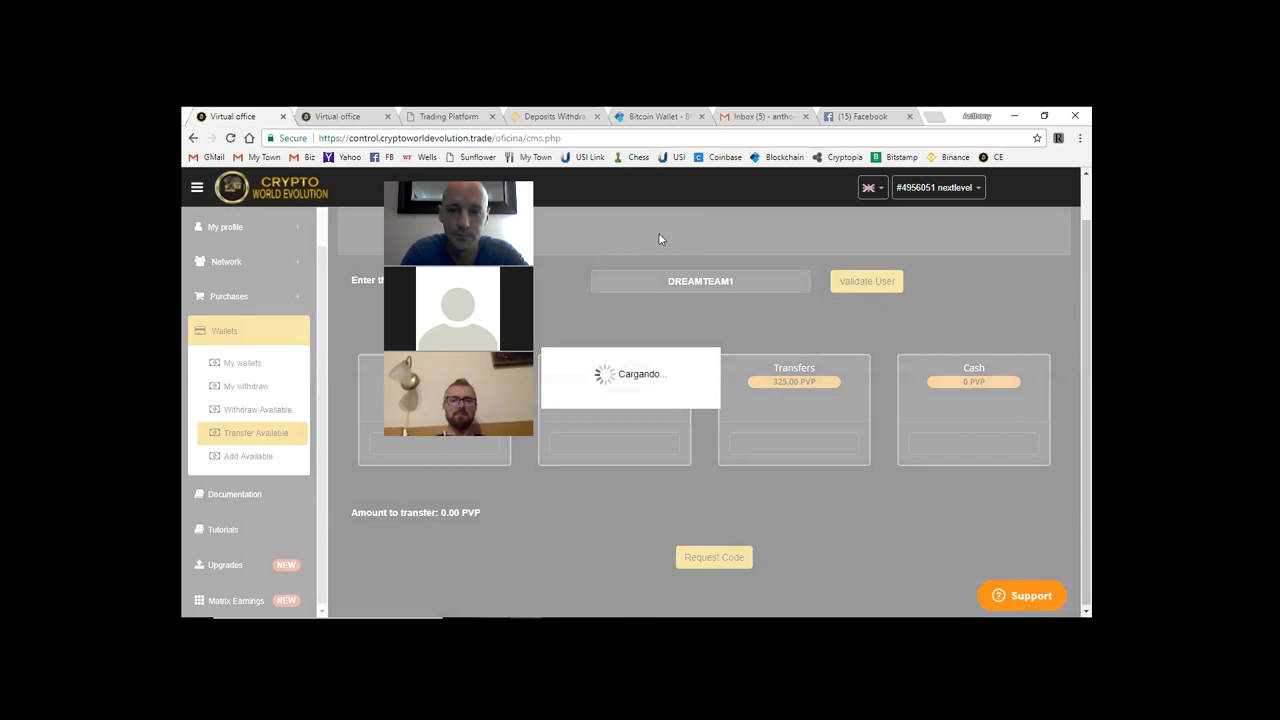 Virtual office
Virtual office
Trading Platform
Deposits Withdra
Bitcoin Wallet - B
Inbox (5) - antho
(15) Facebook
Anthony
Secure
https://control.cryptoworldevolution.trade/oficina/cms.php
GMail
My Town
Biz
Yahoo
FB
WF Wells
Sunflower
My Town
USI Link
Chess
USI
Coinbase
Blockchain
Cryptopia
Bitstamp
Binance
CE
CRYPTO
WORLD EVOLUTION
#4956051 nextlevel
My profile
Network
Purchases
Wallets
My wallets
My withdraw
Withdraw Available
Transfer Available
Add Available
Documentation
Tutorials
Upgrades NEW
Matrix Earnings NEW
Enter th
DREAMTEAM1
Validate User
Cargando...
Transfers
325.00 PVP
Cash
0 PVP
Amount to transfer: 0.00 PVP
Request Code
Support